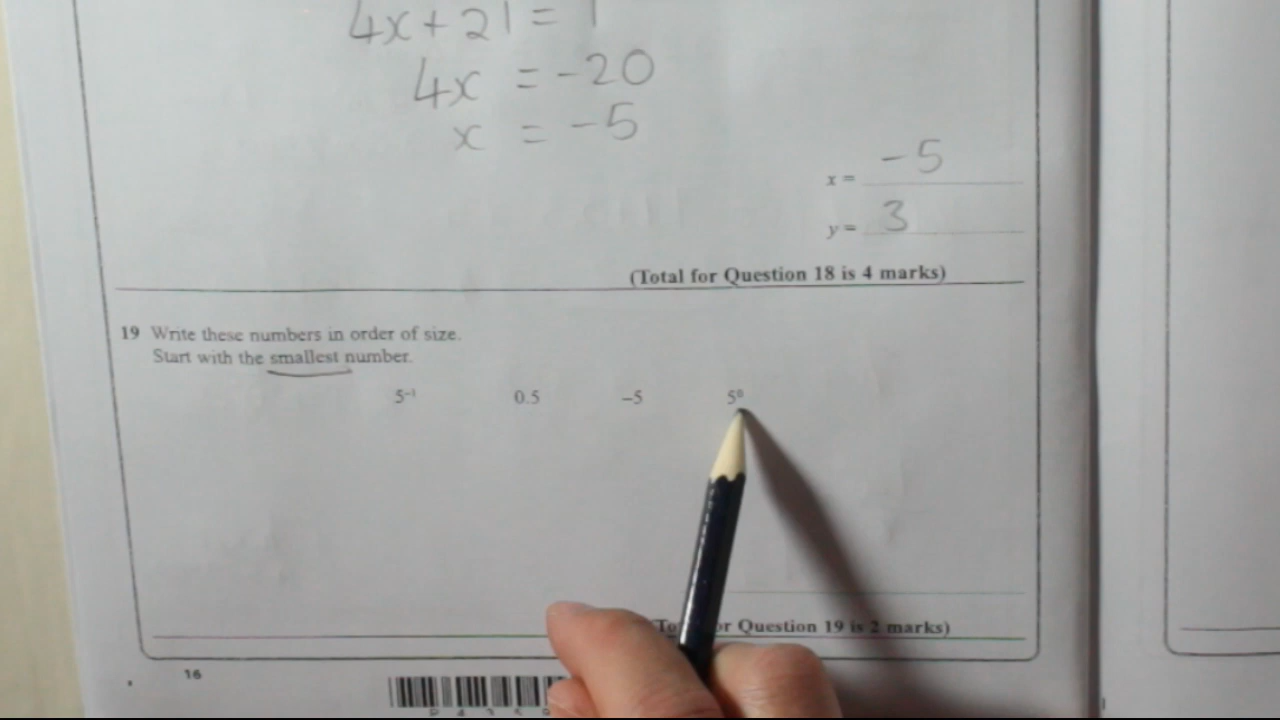 4x + 21 = 1
4x = -20
x = -5
x = -5
y = 3
(Total for Question 18 is 4 marks)
19 Write these numbers in order of size.
Start with the smallest number.
5⁻¹ 0.5 –5 5⁰
or Question 19 is 2 marks)
16